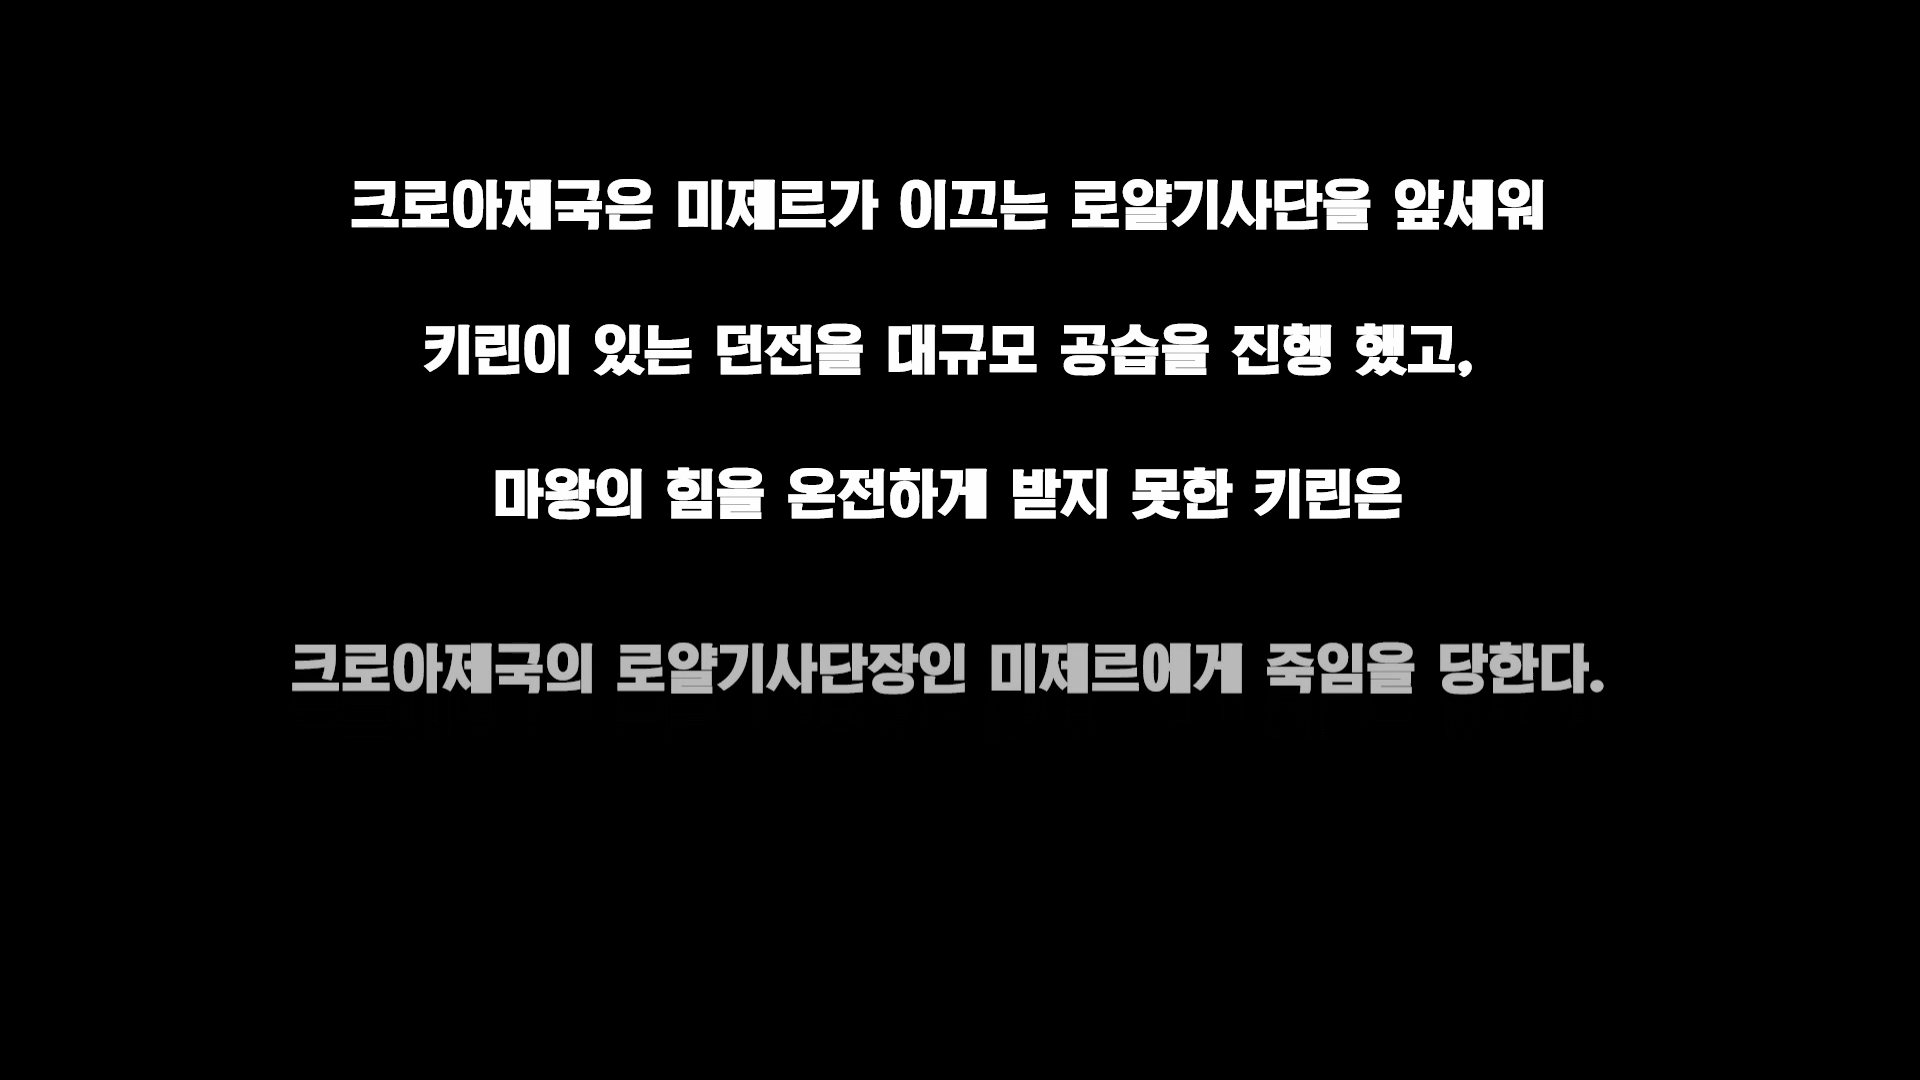 크로아제국은 미제르가 이끄는 로얄기사단을 앞세워
키린이 있는 던전을 대규모 공습을 진행 했고,
마왕의 힘을 온전하게 받지 못한 키린은
크로아제국의 로얄기사단장인 미제르에게 죽임을 당한다.